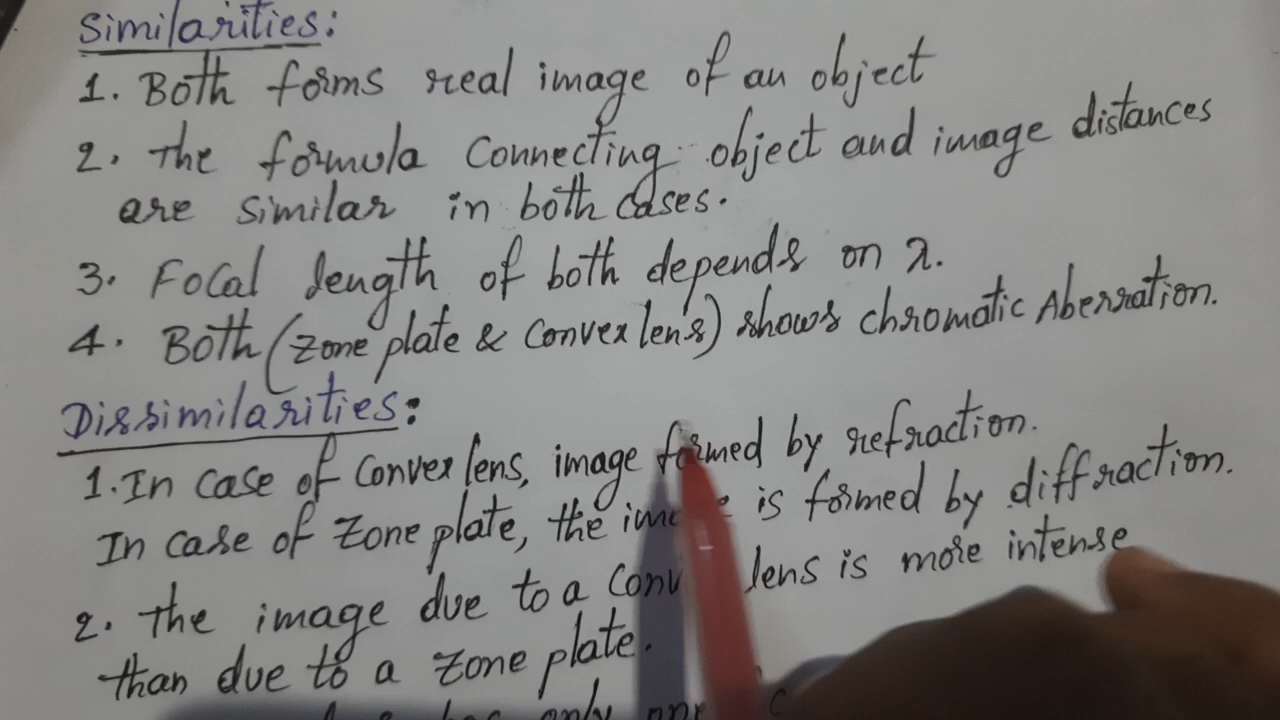 Similarities:
1. Both forms real image of an object
2. The formula Connecting object and image distances
are similar in both cases.
3. Focal length of both depends on λ.
4. Both (Zone plate & Convex lens) shows chromatic Aberration.
Dissimilarities:
1. In case of Convex lens, image formed by refraction.
In case of Zone plate, the is formed by diffraction.
2. The image due to a lens is more intense
than due to a zone plate.
has only one